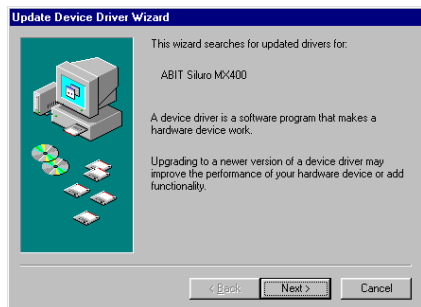 Update Device Driver Wizard
This wizard searches for updated drivers for:
ABIT Siluro MX400
A device driver is a software program that makes a
hardware device work.
Upgrading to a newer version of a device driver may
improve the performance of your hardware device or add
functionality.
< Back
Next >
Cancel